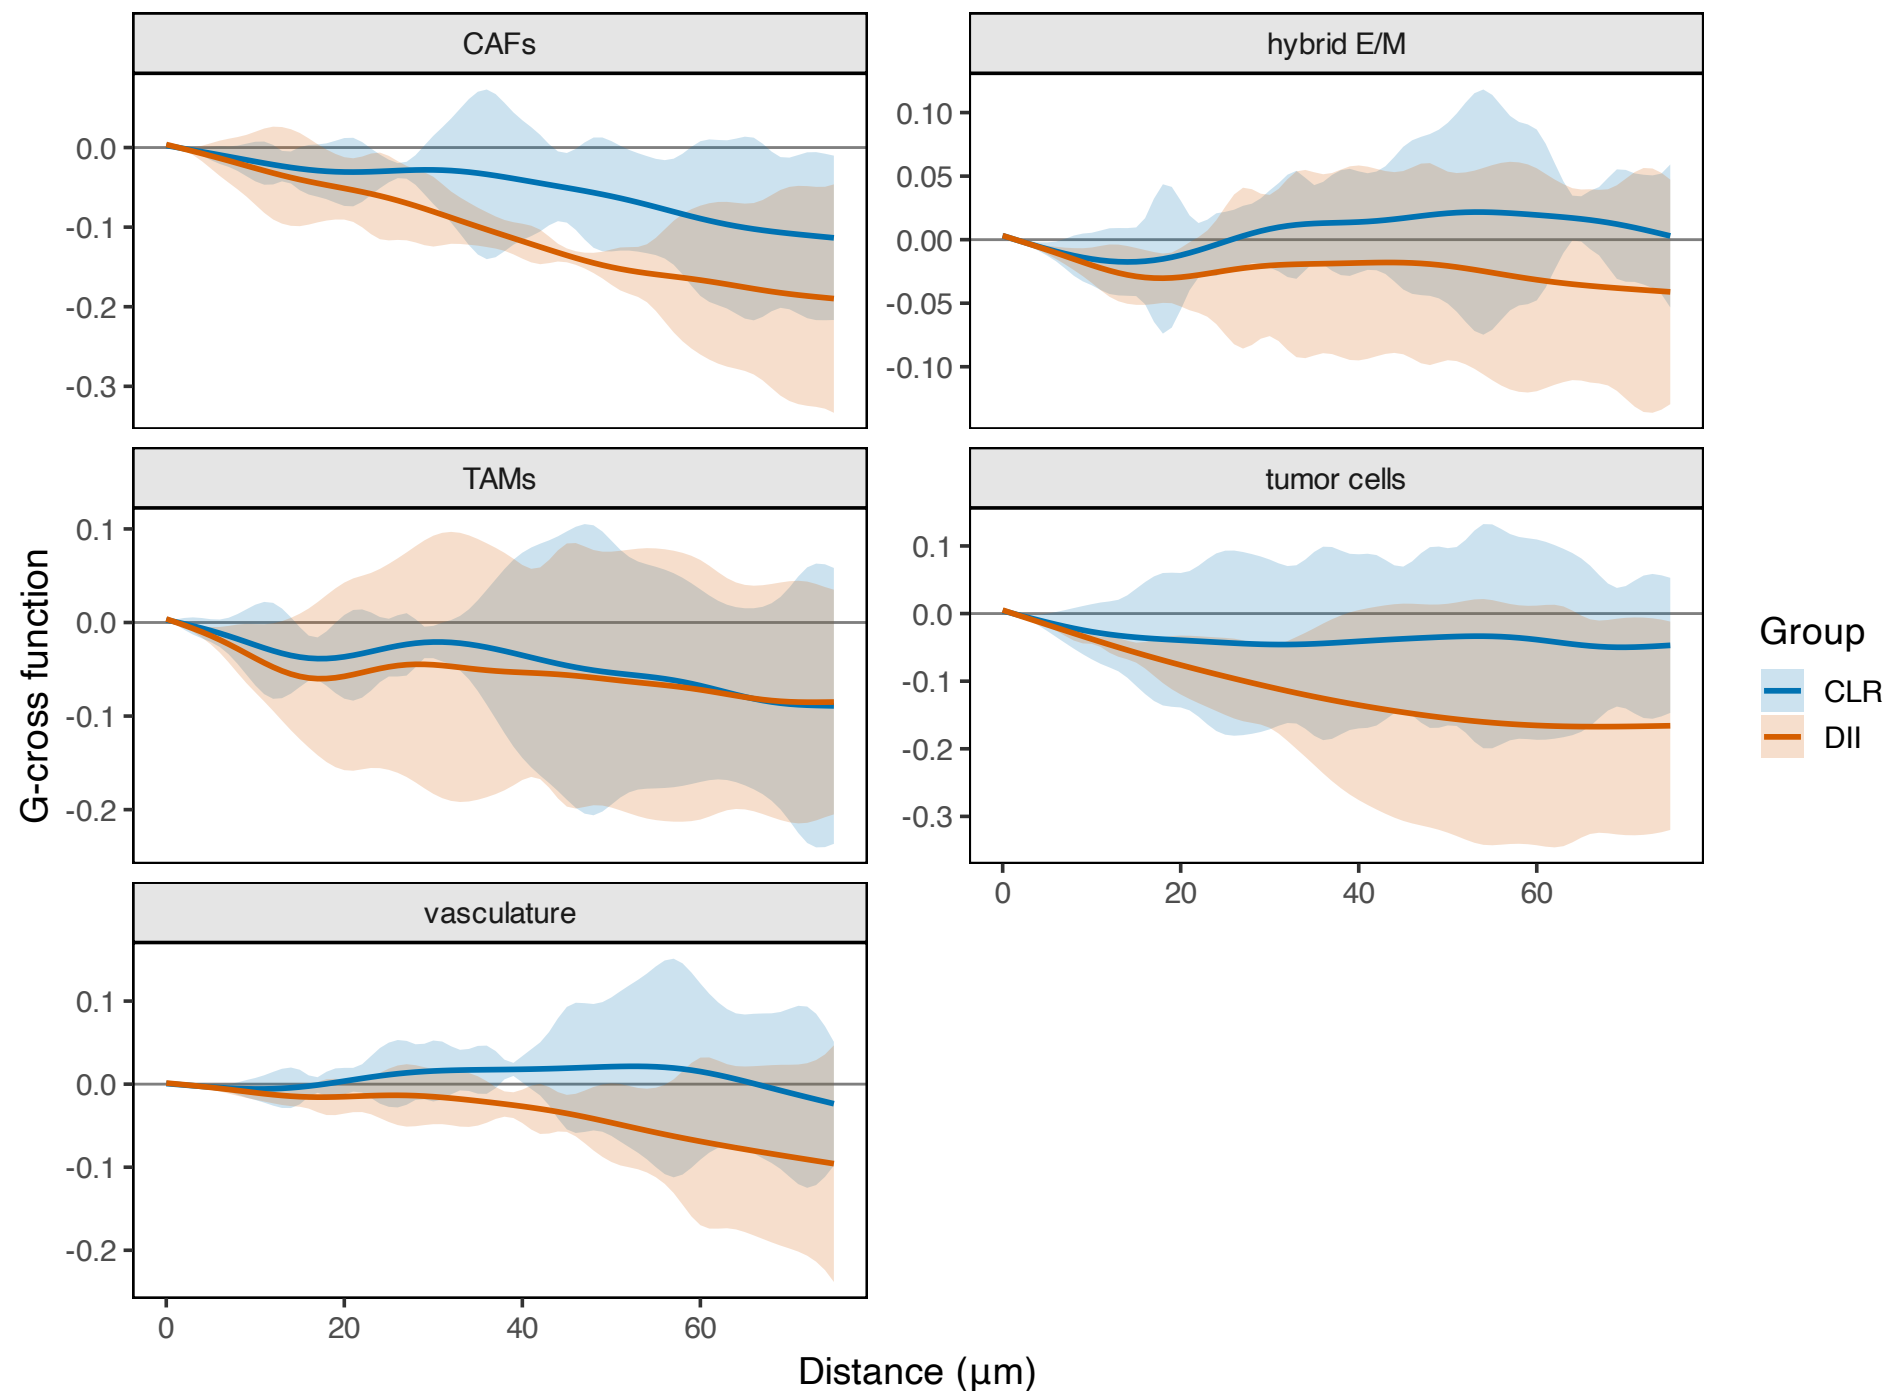 CAFs
hybrid E/M
0.0
-0.1
-0.2
-0.3
0.10
0.05
0.00
-0.05
-0.10
TAMs
tumor cells
0.1
0.0
-0.1
-0.2
0.1
0.0
-0.1
-0.2
-0.3
0 20 40 60
vasculature
0.1
0.0
-0.1
-0.2
0 20 40 60
G-cross function
Distance (µm)
Group
CLR
DII